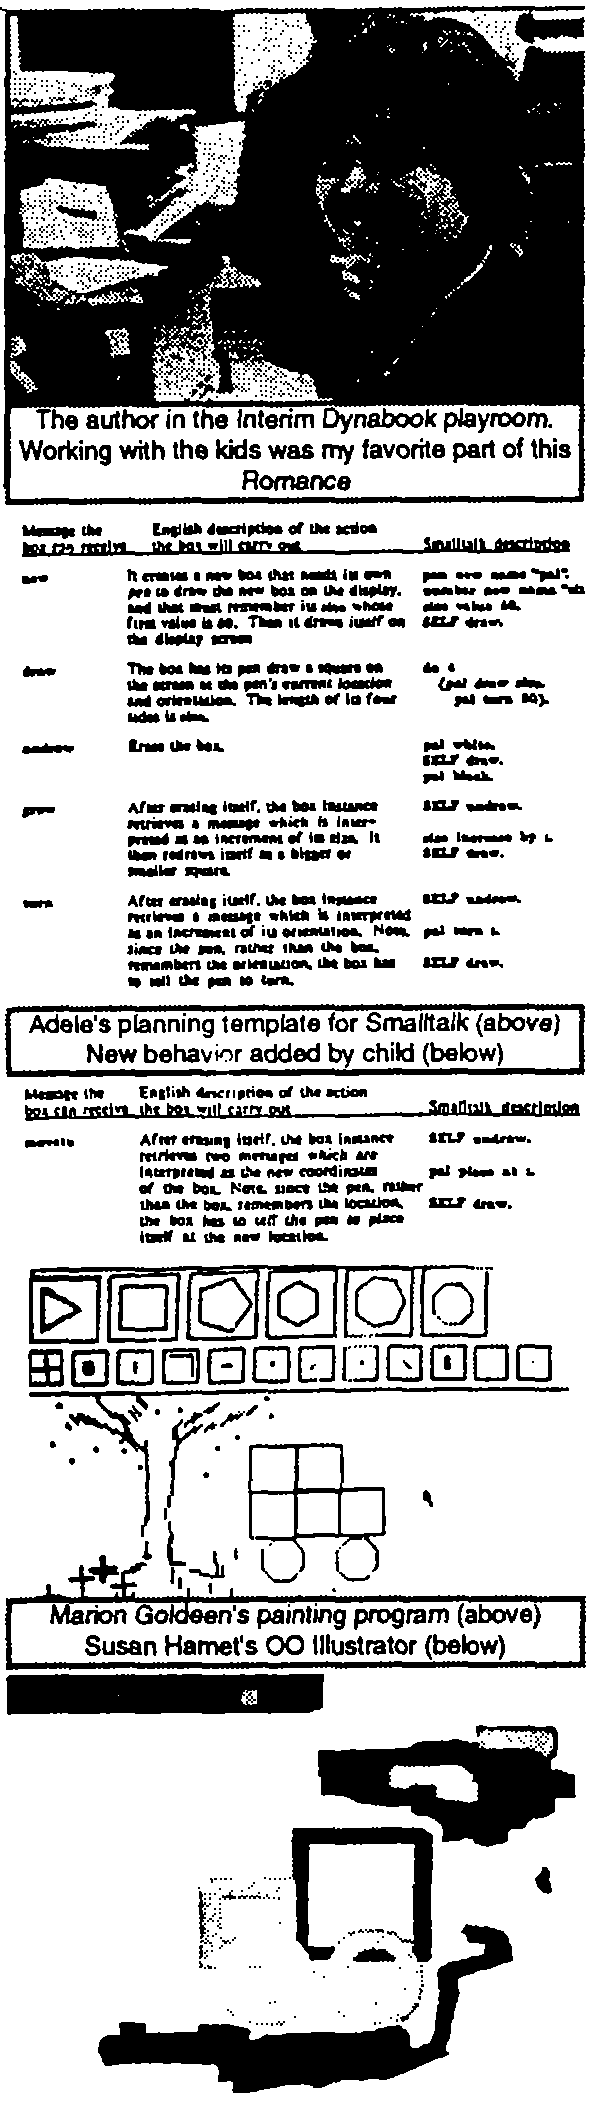 The author in the Interim Dynabook playroom.
Working with the kids was my favorite part of this
Romance
Message the English description of the action
box can receive the box will carry out Smalltalk description
new It creates a new box that needs its own pen new name "pal".
pen to draw the new box on the display, number new name
and that must remember its size whose size value 50.
first value is 50. Then it draws itself on SELF draw.
the display screen
draw The box has its pen draw a square on do 4
the screen at the pen's current location (pal draw size.
and orientation. The length of its four pal turn 90).
sides is size.
undraw Erase the box. pal white.
SELF draw.
pal black.
grow After erasing itself, the box instance SELF undraw.
retrieves a message which is inter-
preted as an increment of its size. It size increase by
then redraws itself as a bigger or SELF draw.
smaller square.
turn After erasing itself, the box instance SELF undraw.
retrieves a message which is interpreted
as an increment of its orientation. Note, pal turn
since the pen, rather than the box,
remembers the orientation, the box has SELF draw.
to tell the pen to turn.
Adele's planning template for Smalltalk (above)
New behavior added by child (below)
Message the English description of the action
box can receive the box will carry out Smalltalk description
moveto After erasing itself, the box instance SELF undraw.
retrieves two messages which are
interpreted as the new coordinates pal place at
of the box. Note, since the pen, rather
than the box, remembers the location, SELF draw.
the box has to tell the pen to place
itself at the new location.
Marion Goldeen's painting program (above)
Susan Hamet's OO Illustrator (below)